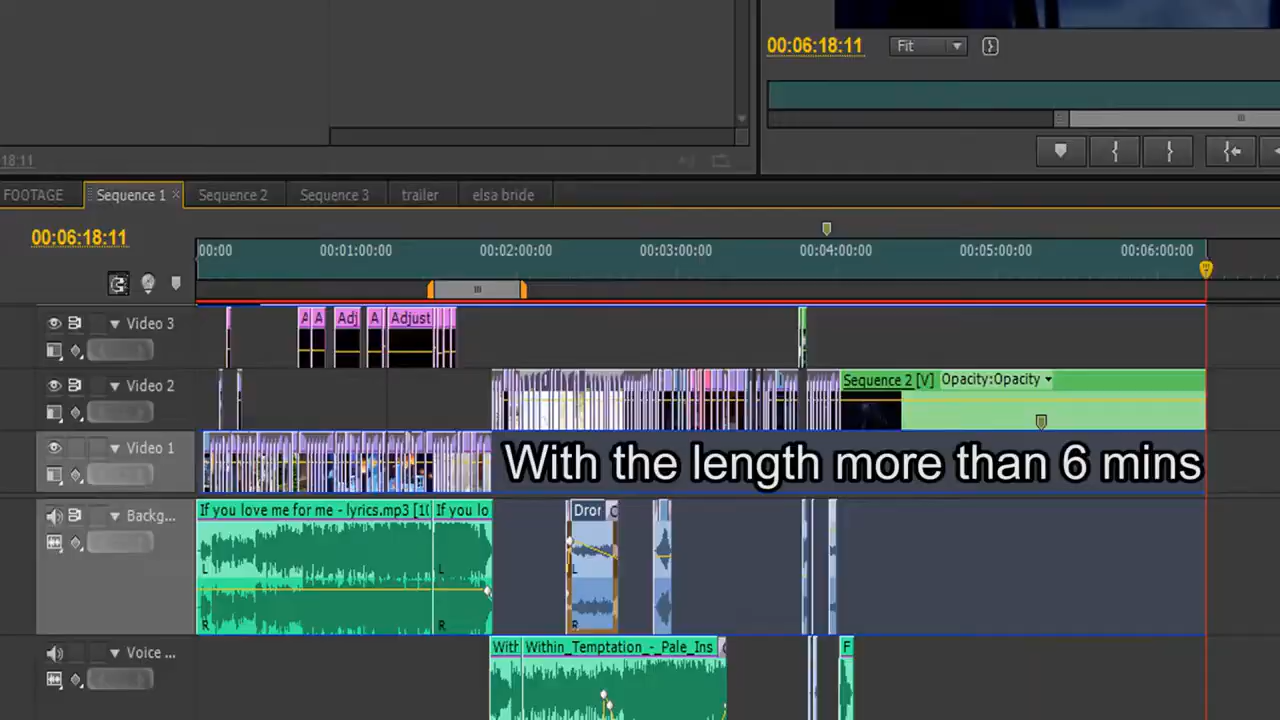 00:06:18:11
Fit
18:11
FOOTAGE
Sequence 1
Sequence 2
Sequence 3
trailer
elsa bride
00:06:18:11
00:00
00:01:00:00
00:02:00:00
00:03:00:00
00:04:00:00
00:05:00:00
00:06:00:00
Video 3
A
A
Adj
A
Adjust
Video 2
Sequence 2 [V]
Opacity:Opacity
Video 1
With the length more than 6 mins
Backg...
If you love me for me - lyrics.mp3 [10
If you lo
Dror
L
L
L
R
R
R
Voice ...
With
Within_Temptation_-_Pale_Ins
F